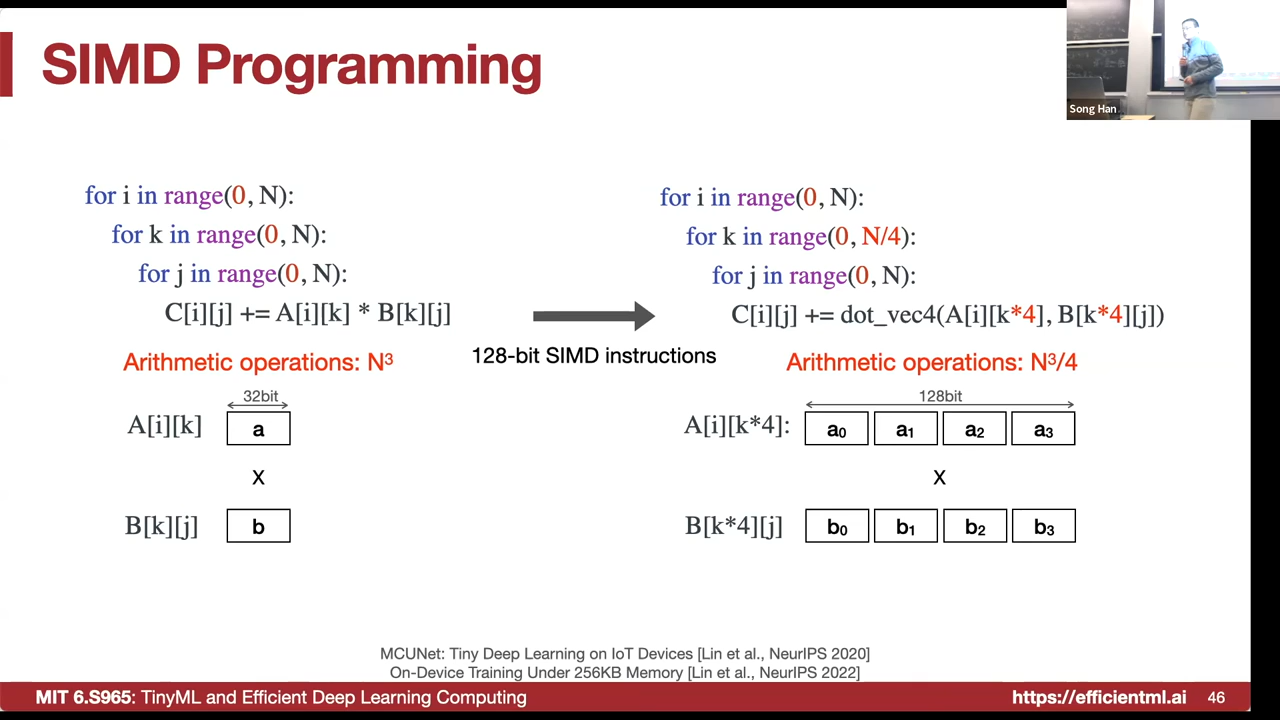 SIMD Programming
Song Han
for i in range(0, N):
for k in range(0, N):
for j in range(0, N):
C[i][j] += A[i][k] * B[k][j]
Arithmetic operations: N³
32bit
A[i][k] a
X
B[k][j] b
128-bit SIMD instructions
for i in range(0, N):
for k in range(0, N/4):
for j in range(0, N):
C[i][j] += dot_vec4(A[i][k*4], B[k*4][j])
Arithmetic operations: N³/4
128bit
A[i][k*4]: a₀ a₁ a₂ a₃
X
B[k*4][j] b₀ b₁ b₂ b₃
MCUNet: Tiny Deep Learning on IoT Devices [Lin et al., NeurIPS 2020]
On-Device Training Under 256KB Memory [Lin et al., NeurIPS 2022]
MIT 6.S965: TinyML and Efficient Deep Learning Computing https://efficientml.ai 46